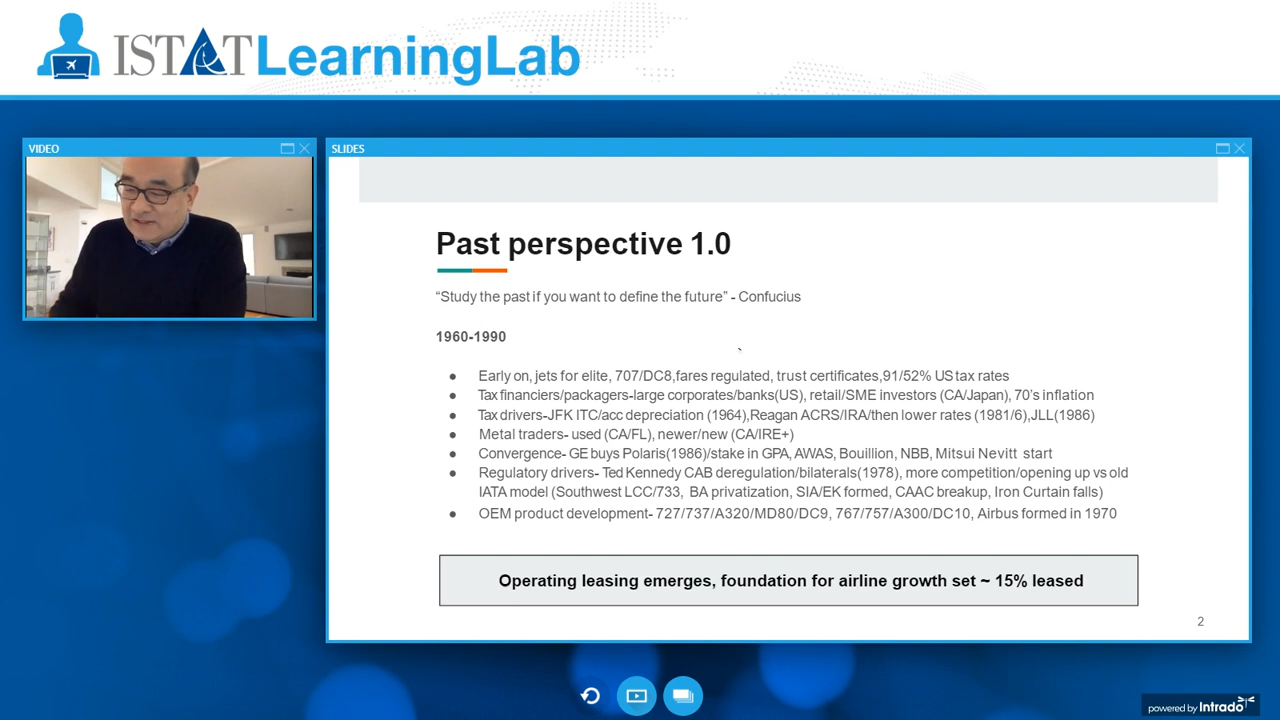 ISTAT LearningLab
VIDEO
SLIDES
Past perspective 1.0
“Study the past if you want to define the future” - Confucius
1960-1990
`
● Early on, jets for elite, 707/DC8,fares regulated, trust certificates,91/52% US tax rates
● Tax financiers/packagers-large corporates/banks(US), retail/SME investors (CA/Japan), 70's inflation
● Tax drivers-JFK ITC/acc depreciation (1964),Reagan ACRS/IRA/then lower rates (1981/6),JLL(1986)
● Metal traders- used (CA/FL), newer/new (CA/IRE+)
● Convergence- GE buys Polaris(1986)/stake in GPA, AWAS, Bouillion, NBB, Mitsui Nevitt start
● Regulatory drivers- Ted Kennedy CAB deregulation/bilaterals(1978), more competition/opening up vs old
IATA model (Southwest LCC/733, BA privatization, SIA/EK formed, CAAC breakup, Iron Curtain falls)
● OEM product development- 727/737/A320/MD80/DC9, 767/757/A300/DC10, Airbus formed in 1970
Operating leasing emerges, foundation for airline growth set ~ 15% leased
2
powered by Intrado